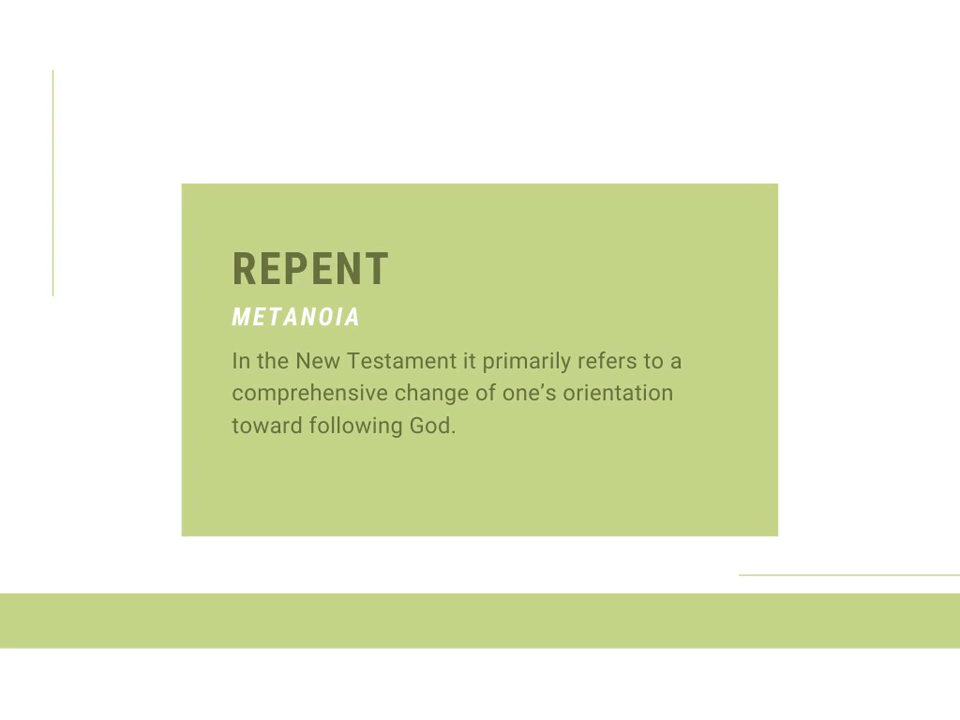 REPENT
METANOIA
In the New Testament it primarily refers to a
comprehensive change of one’s orientation
toward following God.